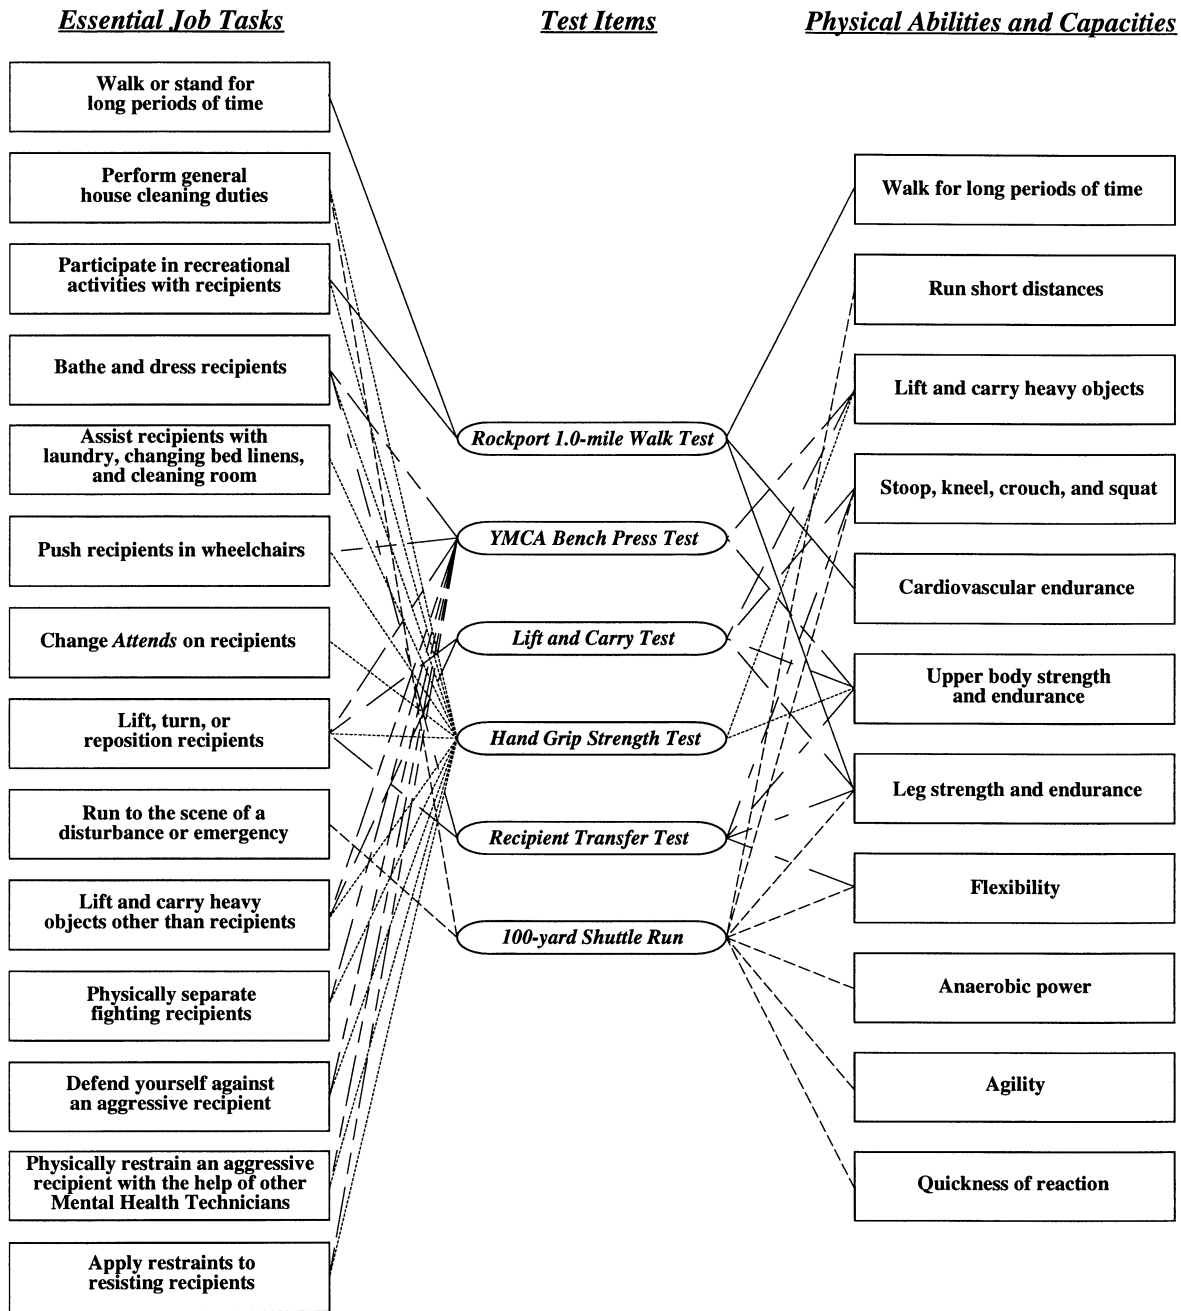 Essential Job Tasks
Test Items
Physical Abilities and Capacities
Walk or stand for
long periods of time
Perform general
house cleaning duties
Participate in recreational
activities with recipients
Bathe and dress recipients
Assist recipients with
laundry, changing bed linens,
and cleaning room
Push recipients in wheelchairs
Change Attends on recipients
Lift, turn, or
reposition recipients
Run to the scene of a
disturbance or emergency
Lift and carry heavy
objects other than recipients
Physically separate
fighting recipients
Defend yourself against
an aggressive recipient
Physically restrain an aggressive
recipient with the help of other
Mental Health Technicians
Apply restraints to
resisting recipients
Rockport 1.0-mile Walk Test
YMCA Bench Press Test
Lift and Carry Test
Hand Grip Strength Test
Recipient Transfer Test
100-yard Shuttle Run
Walk for long periods of time
Run short distances
Lift and carry heavy objects
Stoop, kneel, crouch, and squat
Cardiovascular endurance
Upper body strength
and endurance
Leg strength and endurance
Flexibility
Anaerobic power
Agility
Quickness of reaction